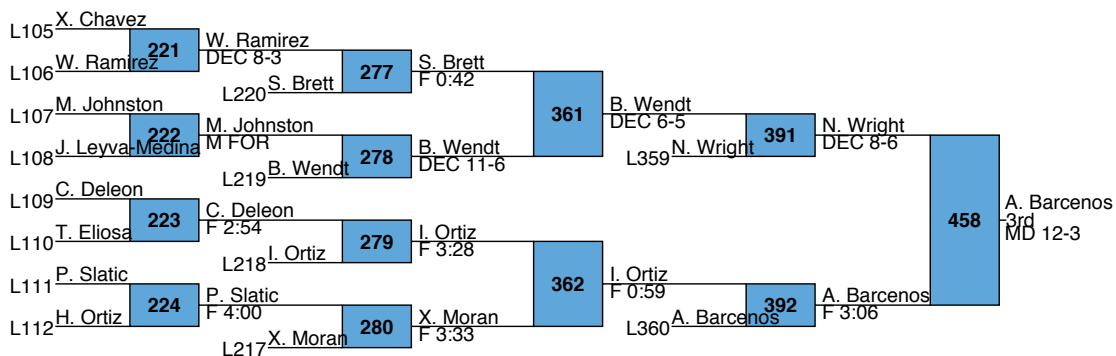 L105 X. Chavez
L106 W. Ramirez
221
W. Ramirez
DEC 8-3
L220 S. Brett
277
S. Brett
F 0:42
L107 M. Johnston
L108 J. Leyva-Medina
222
M. Johnston
M FOR
L219 B. Wendt
278
B. Wendt
DEC 11-6
361
B. Wendt
DEC 6-5
L359 N. Wright
391
N. Wright
DEC 8-6
L109 C. Deleon
L110 T. Eliosa
223
C. Deleon
F 2:54
L218 I. Ortiz
279
I. Ortiz
F 3:28
L111 P. Slatic
L112 H. Ortiz
224
P. Slatic
F 4:00
L217 X. Moran
280
X. Moran
F 3:33
362
I. Ortiz
F 0:59
L360 A. Barcenos
392
A. Barcenos
F 3:06
458
A. Barcenos
3rd
MD 12-3